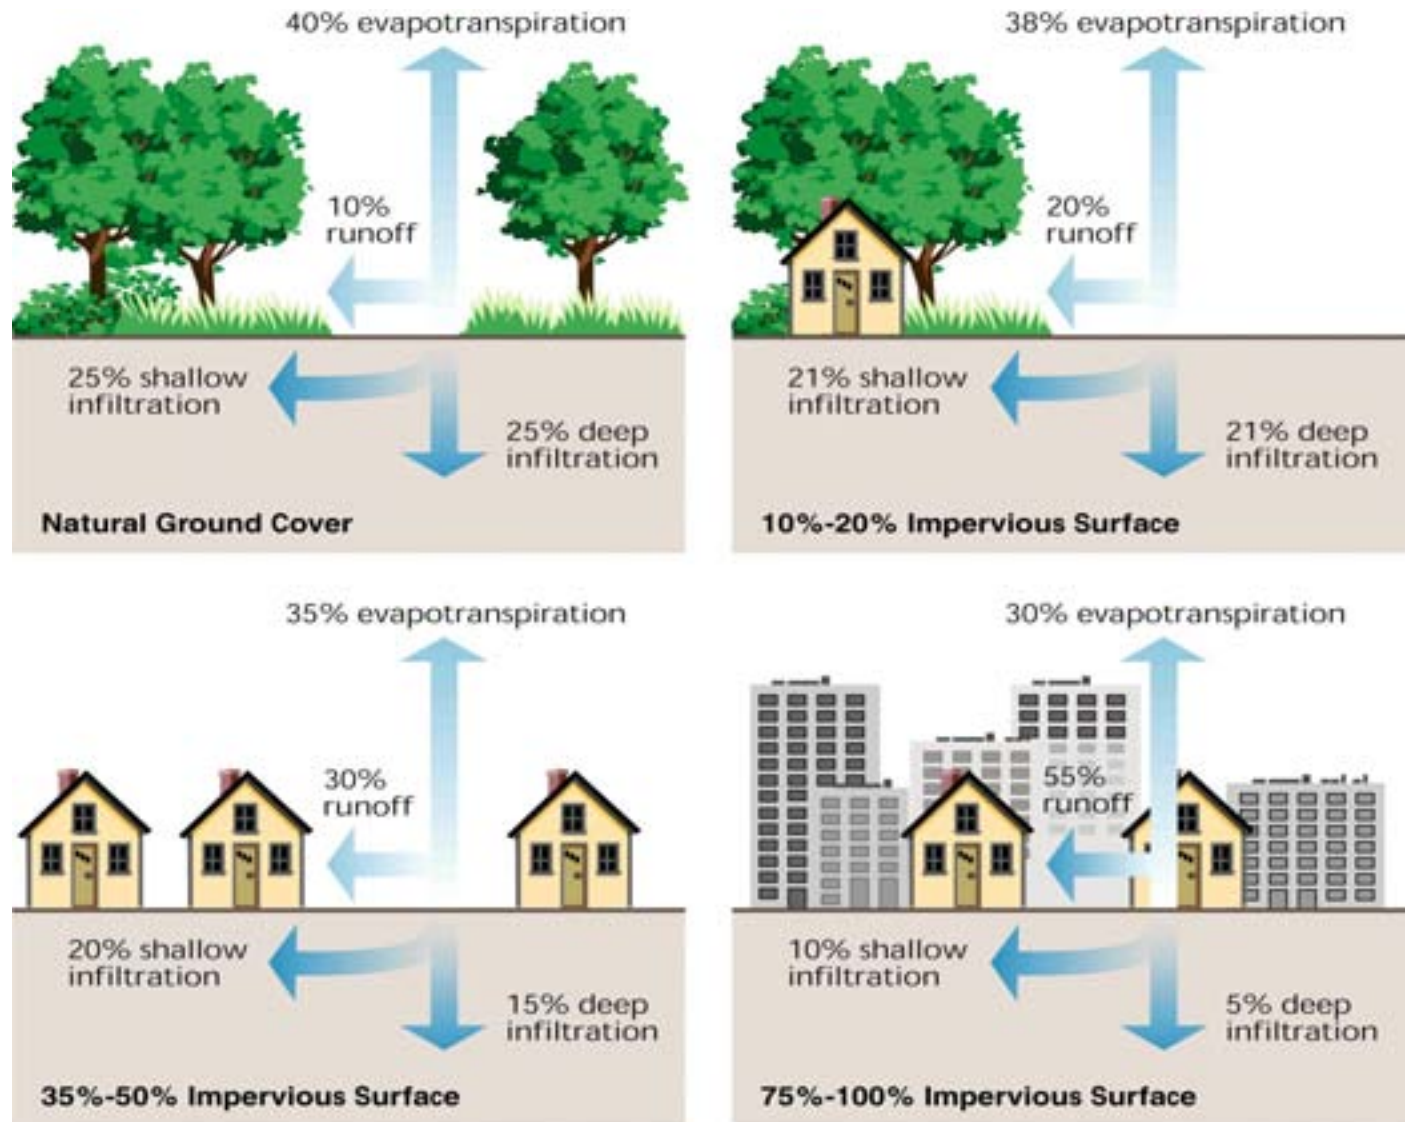 40% evapotranspiration
10%
runoff
25% shallow
infiltration
25% deep
infiltration
Natural Ground Cover
38% evapotranspiration
20%
runoff
21% shallow
infiltration
21% deep
infiltration
10%-20% Impervious Surface
35% evapotranspiration
30%
runoff
20% shallow
infiltration
15% deep
infiltration
35%-50% Impervious Surface
30% evapotranspiration
55%
runoff
10% shallow
infiltration
5% deep
infiltration
75%-100% Impervious Surface